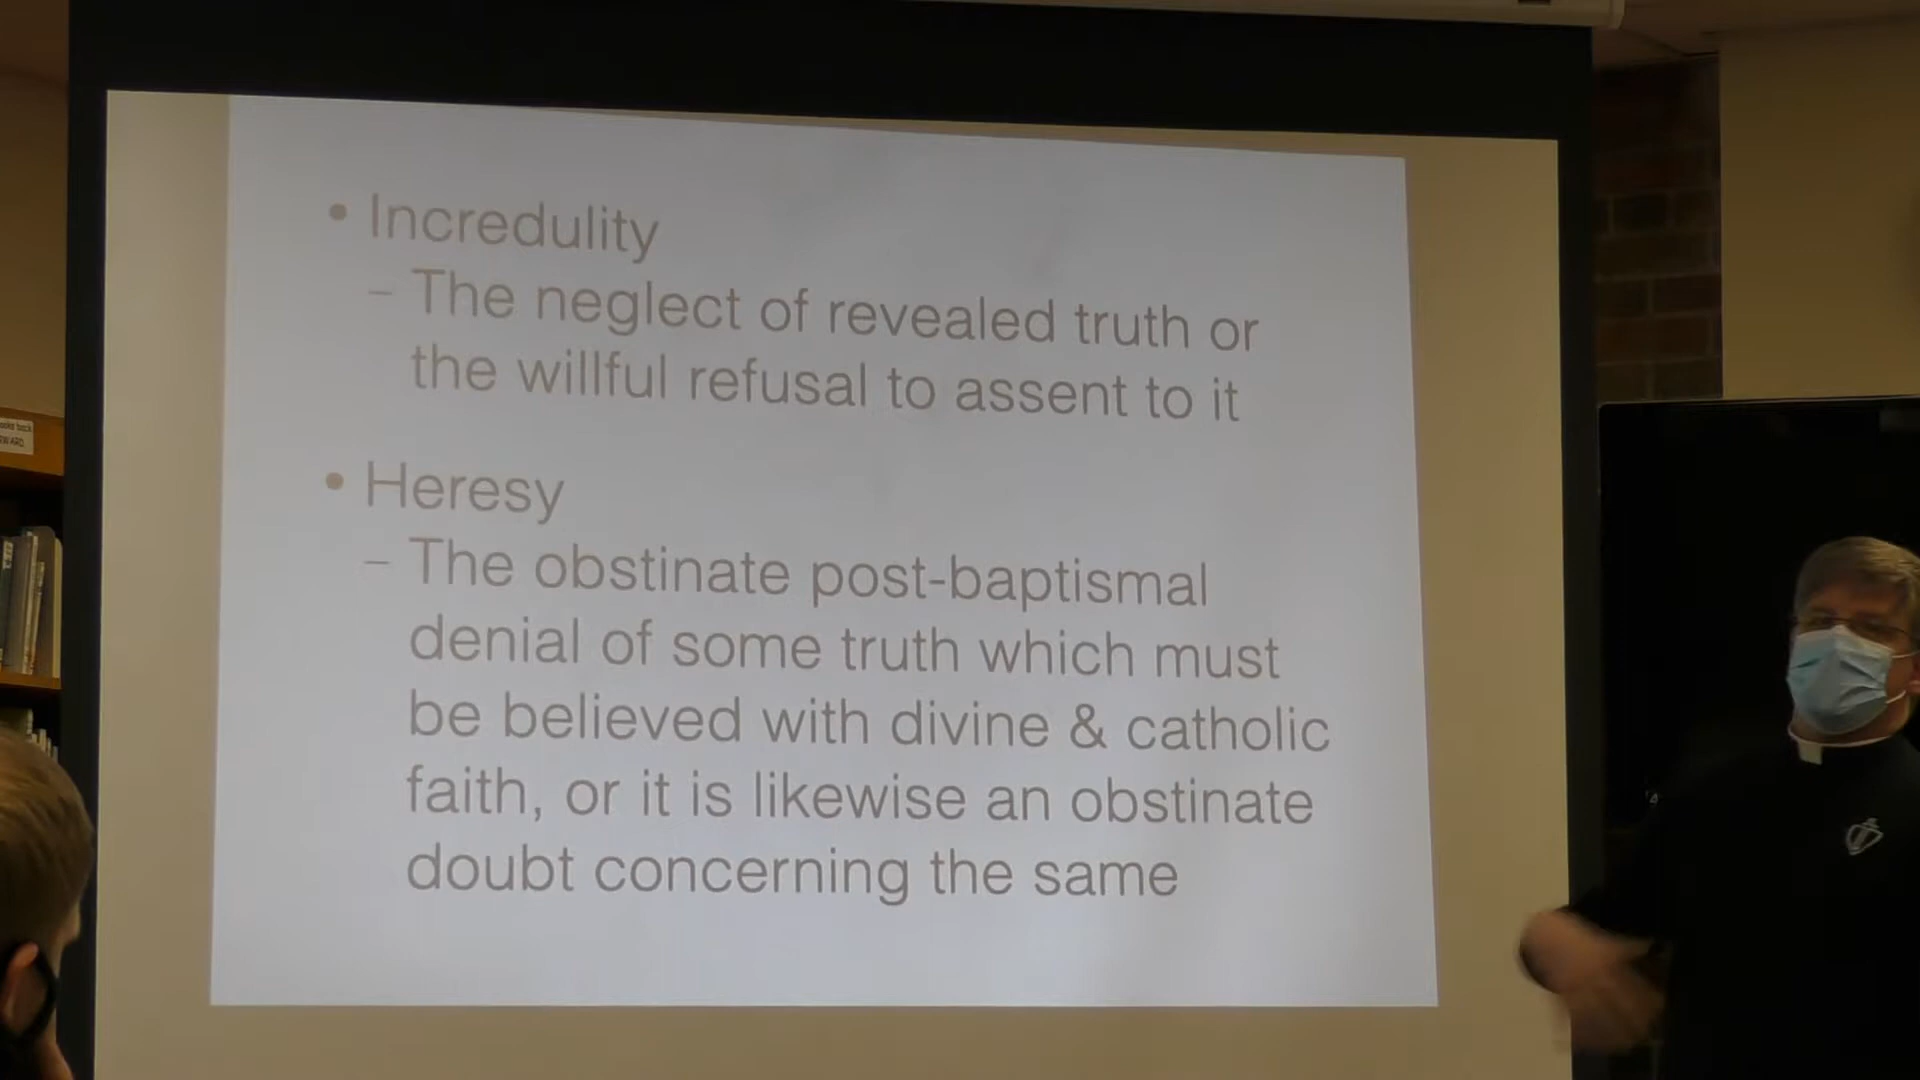 • Incredulity
– The neglect of revealed truth or
the willful refusal to assent to it
• Heresy
– The obstinate post-baptismal
denial of some truth which must
be believed with divine & catholic
faith, or it is likewise an obstinate
doubt concerning the same